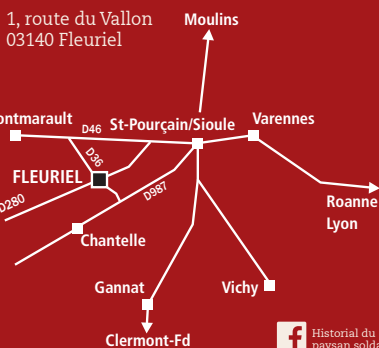 1, route du Vallon
03140 Fleuriel
Moulins
ontmarault
D46
St-Pourçain/Sioule
Varennes
D36
FLEURIEL
D280
D987
Roanne
Lyon
Chantelle
Gannat
Vichy
Clermont-Fd
Historial du
paysan soldat